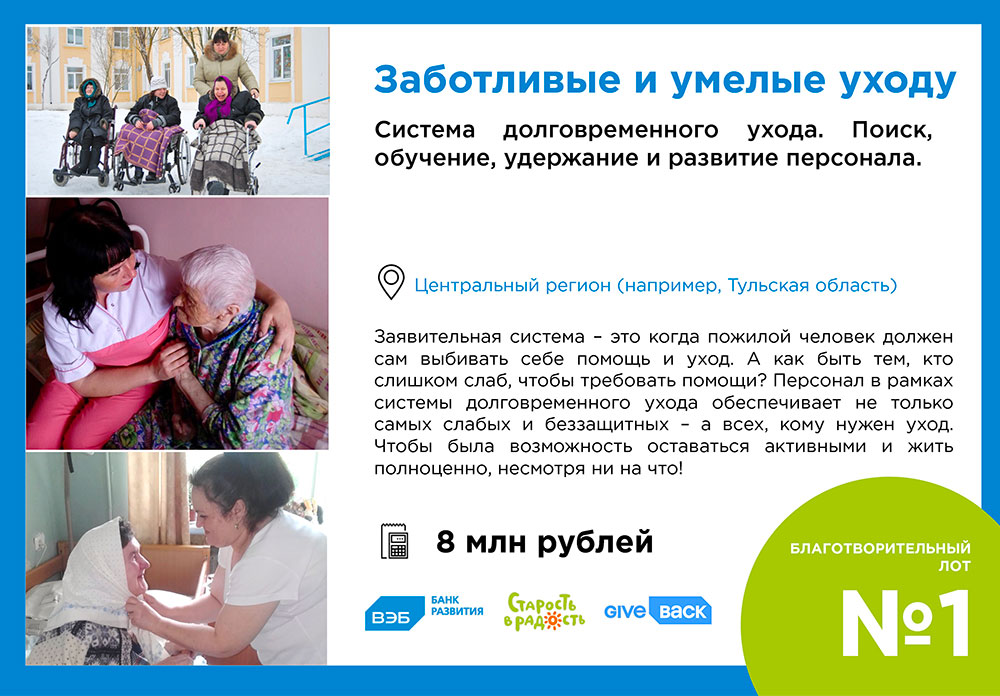 Заботливые и умелые уходу
Система долговременного ухода. Поиск,
обучение, удержание и развитие персонала.
Центральный регион (например, Тульская область)
Заявительная система – это когда пожилой человек должен
сам выбивать себе помощь и уход. А как быть тем, кто
слишком слаб, чтобы требовать помощи? Персонал в рамках
системы долговременного ухода обеспечивает не только
самых слабых и беззащитных – а всех, кому нужен уход.
Чтобы была возможность оставаться активными и жить
полноценно, несмотря ни на что!
8 млн рублей
ВЭБ
БАНК
РАЗВИТИЯ
Старость
в радость
GIVE BACK
БЛАГОТВОРИТЕЛЬНЫЙ
ЛОТ
№1